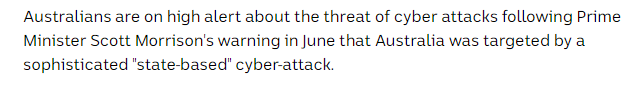 Australians are on high alert about the threat of cyber attacks following Prime
Minister Scott Morrison's warning in June that Australia was targeted by a
sophisticated "state-based" cyber-attack.